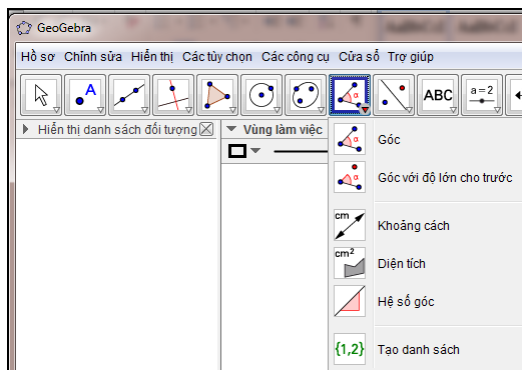 GeoGebra
Hồ sơ Chỉnh sửa Hiển thị Các tùy chọn Các công cụ Cửa sổ Trợ giúp
A α ABC a=2
Hiển thị danh sách đối tượng
Vùng làm việc
α Góc
α Góc với độ lớn cho trước
cm Khoảng cách
cm² Diện tích
Hệ số góc
{1,2} Tạo danh sách